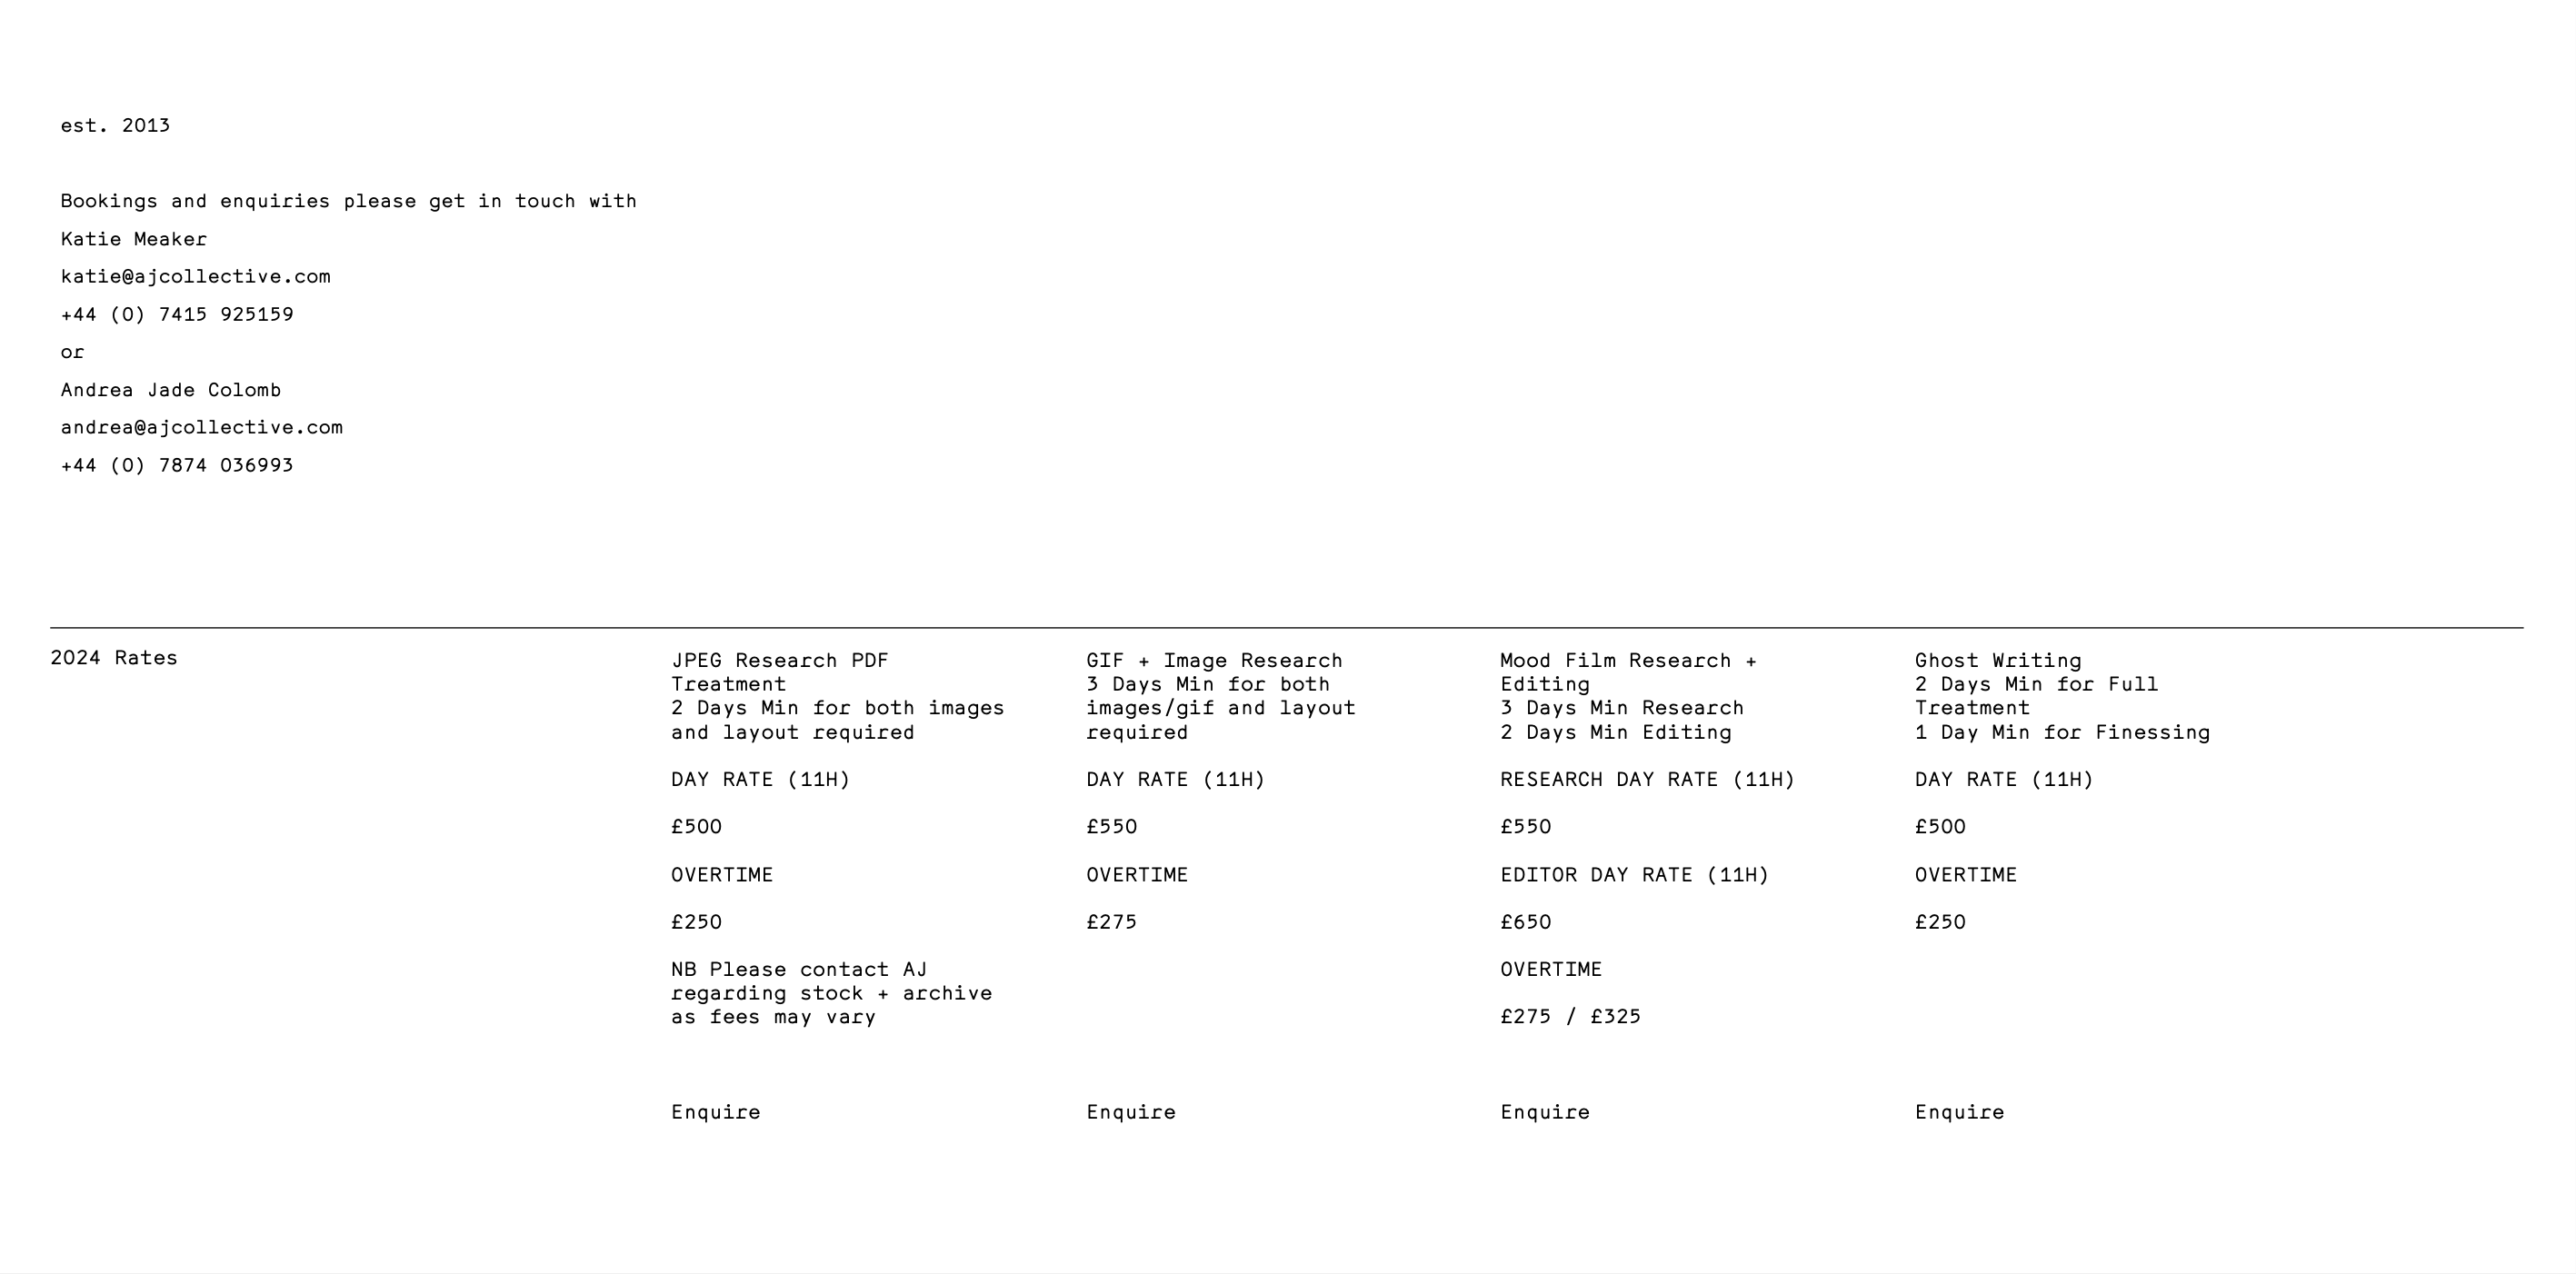 est. 2013
Bookings and enquiries please get in touch with
Katie Meaker
katie@ajcollective.com
+44 (0) 7415 925159
or
Andrea Jade Colomb
andrea@ajcollective.com
+44 (0) 7874 036993
2024 Rates
JPEG Research PDF
Treatment
2 Days Min for both images
and layout required
DAY RATE (11H)
£500
OVERTIME
£250
NB Please contact AJ
regarding stock + archive
as fees may vary
Enquire
GIF + Image Research
3 Days Min for both
images/gif and layout
required
DAY RATE (11H)
£550
OVERTIME
£275
Enquire
Mood Film Research +
Editing
3 Days Min Research
2 Days Min Editing
RESEARCH DAY RATE (11H)
£550
EDITOR DAY RATE (11H)
£650
OVERTIME
£275 / £325
Enquire
Ghost Writing
2 Days Min for Full
Treatment
1 Day Min for Finessing
DAY RATE (11H)
£500
OVERTIME
£250
Enquire